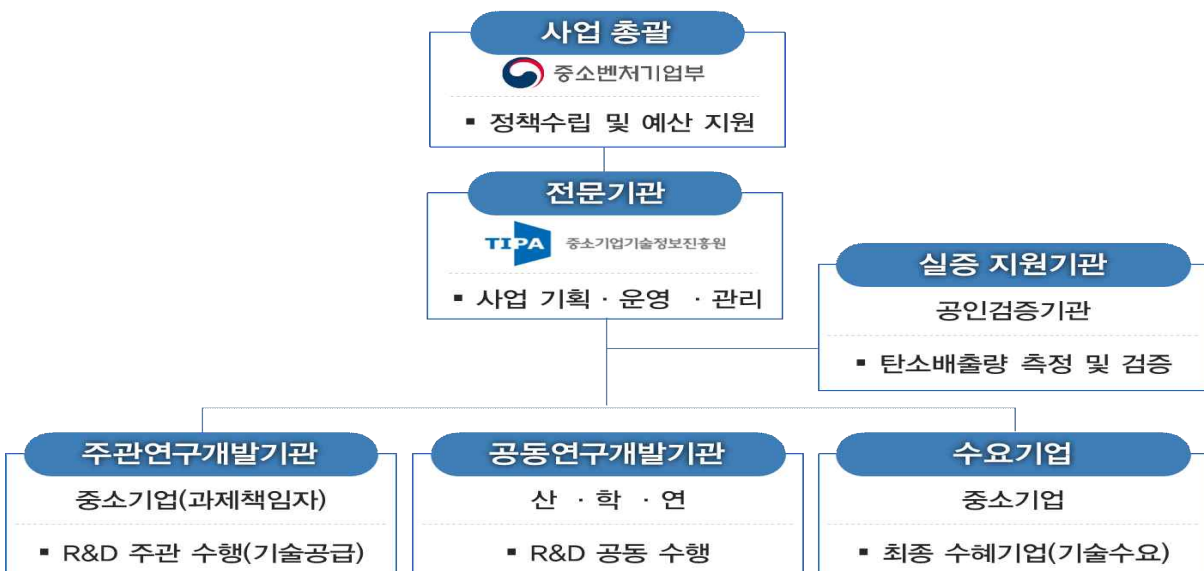 사업 총괄
중소벤처기업부
▪ 정책수립 및 예산 지원
전문기관
TIPA 중소기업기술정보진흥원
▪ 사업 기획 · 운영 · 관리
실증 지원기관
공인검증기관
▪ 탄소배출량 측정 및 검증
주관연구개발기관
중소기업(과제책임자)
▪ R&D 주관 수행(기술공급)
공동연구개발기관
산 · 학 · 연
▪ R&D 공동 수행
수요기업
중소기업
▪ 최종 수혜기업(기술수요)